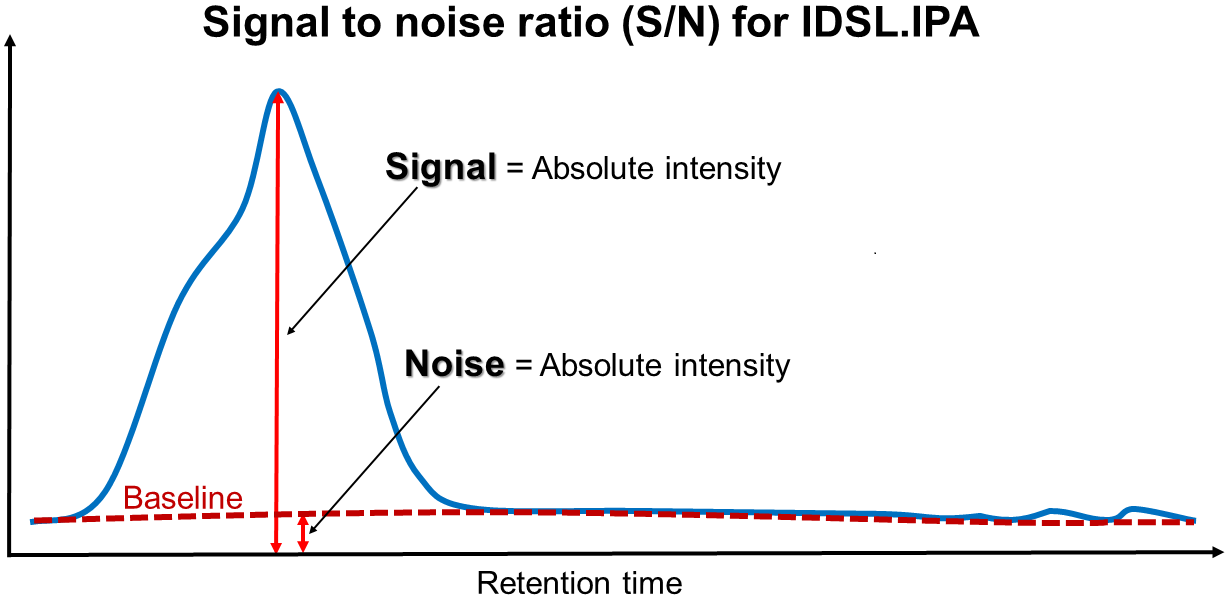 Signal to noise ratio (S/N) for IDSL.IPA
Signal = Absolute intensity
Noise = Absolute intensity
Baseline
Retention time